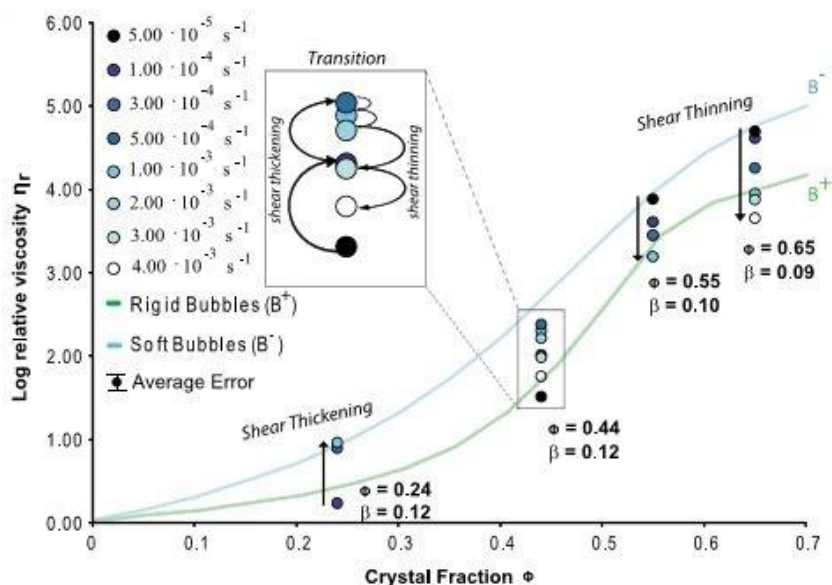 6.00
5.00
4.00
3.00
2.00
1.00
0.00
Log relative viscosity ηr
5.00 · 10^-5 s^-1
1.00 · 10^-4 s^-1
3.00 · 10^-4 s^-1
5.00 · 10^-4 s^-1
1.00 · 10^-3 s^-1
2.00 · 10^-3 s^-1
3.00 · 10^-3 s^-1
4.00 · 10^-3 s^-1
Rigid Bubbles (B^+)
Soft Bubbles (B^-)
Average Error
Transition
shear thickening
shear thinning
Shear Thickening
Φ = 0.24
β = 0.12
Φ = 0.44
β = 0.12
Φ = 0.55
β = 0.10
Shear Thinning
Φ = 0.65
β = 0.09
B^-
B^+
0
0.1
0.2
0.3
0.4
0.5
0.6
0.7
Crystal Fraction Φ